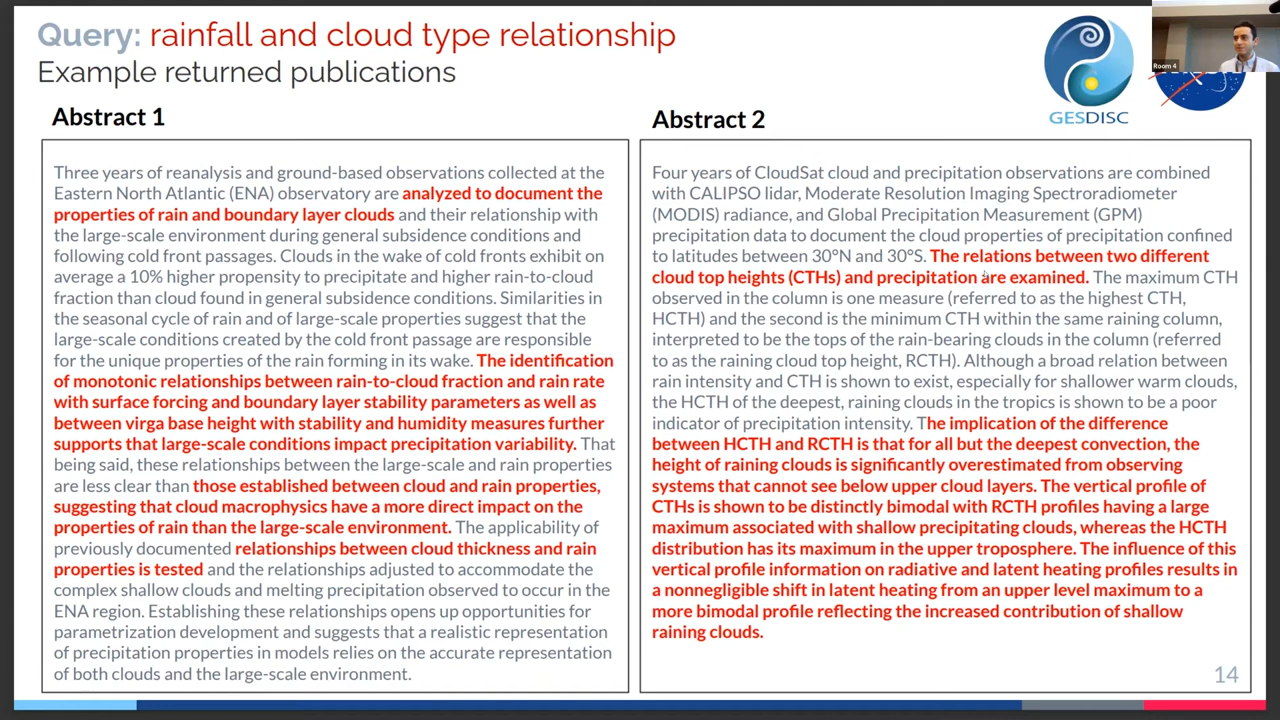 Query: rainfall and cloud type relationship
Example returned publications
GESDISC
Room 4
Abstract 1
Three years of reanalysis and ground-based observations collected at the
Eastern North Atlantic (ENA) observatory are analyzed to document the
properties of rain and boundary layer clouds and their relationship with
the large-scale environment during general subsidence conditions and
following cold front passages. Clouds in the wake of cold fronts exhibit on
average a 10% higher propensity to precipitate and higher rain-to-cloud
fraction than cloud found in general subsidence conditions. Similarities in
the seasonal cycle of rain and of large-scale properties suggest that the
large-scale conditions created by the cold front passage are responsible
for the unique properties of the rain forming in its wake. The identification
of monotonic relationships between rain-to-cloud fraction and rain rate
with surface forcing and boundary layer stability parameters as well as
between virga base height with stability and humidity measures further
supports that large-scale conditions impact precipitation variability. That
being said, these relationships between the large-scale and rain properties
are less clear than those established between cloud and rain properties,
suggesting that cloud macrophysics have a more direct impact on the
properties of rain than the large-scale environment. The applicability of
previously documented relationships between cloud thickness and rain
properties is tested and the relationships adjusted to accommodate the
complex shallow clouds and melting precipitation observed to occur in the
ENA region. Establishing these relationships opens up opportunities for
parametrization development and suggests that a realistic representation
of precipitation properties in models relies on the accurate representation
of both clouds and the large-scale environment.
Abstract 2
Four years of CloudSat cloud and precipitation observations are combined
with CALIPSO lidar, Moderate Resolution Imaging Spectroradiometer
(MODIS) radiance, and Global Precipitation Measurement (GPM)
precipitation data to document the cloud properties of precipitation confined
to latitudes between 30°N and 30°S. The relations between two different
cloud top heights (CTHs) and precipitation are examined. The maximum CTH
observed in the column is one measure (referred to as the highest CTH,
HCTH) and the second is the minimum CTH within the same raining column,
interpreted to be the tops of the rain-bearing clouds in the column (referred
to as the raining cloud top height, RCTH). Although a broad relation between
rain intensity and CTH is shown to exist, especially for shallower warm clouds,
the HCTH of the deepest, raining clouds in the tropics is shown to be a poor
indicator of precipitation intensity. The implication of the difference
between HCTH and RCTH is that for all but the deepest convection, the
height of raining clouds is significantly overestimated from observing
systems that cannot see below upper cloud layers. The vertical profile of
CTHs is shown to be distinctly bimodal with RCTH profiles having a large
maximum associated with shallow precipitating clouds, whereas the HCTH
distribution has its maximum in the upper troposphere. The influence of this
vertical profile information on radiative and latent heating profiles results in
a nonnegligible shift in latent heating from an upper level maximum to a
more bimodal profile reflecting the increased contribution of shallow
raining clouds.
14